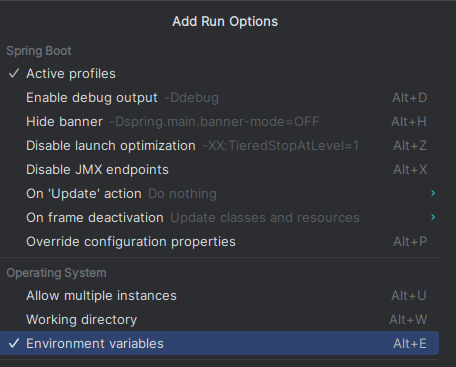 Add Run Options
Spring Boot
Active profiles
Enable debug output -Ddebug Alt+D
Hide banner -Dspring.main.banner-mode=OFF Alt+H
Disable launch optimization -XX:TieredStopAtLevel=1 Alt+Z
Disable JMX endpoints Alt+X
On 'Update' action Do nothing
On frame deactivation Update classes and resources
Override configuration properties Alt+P
Operating System
Allow multiple instances Alt+U
Working directory Alt+W
Environment variables Alt+E